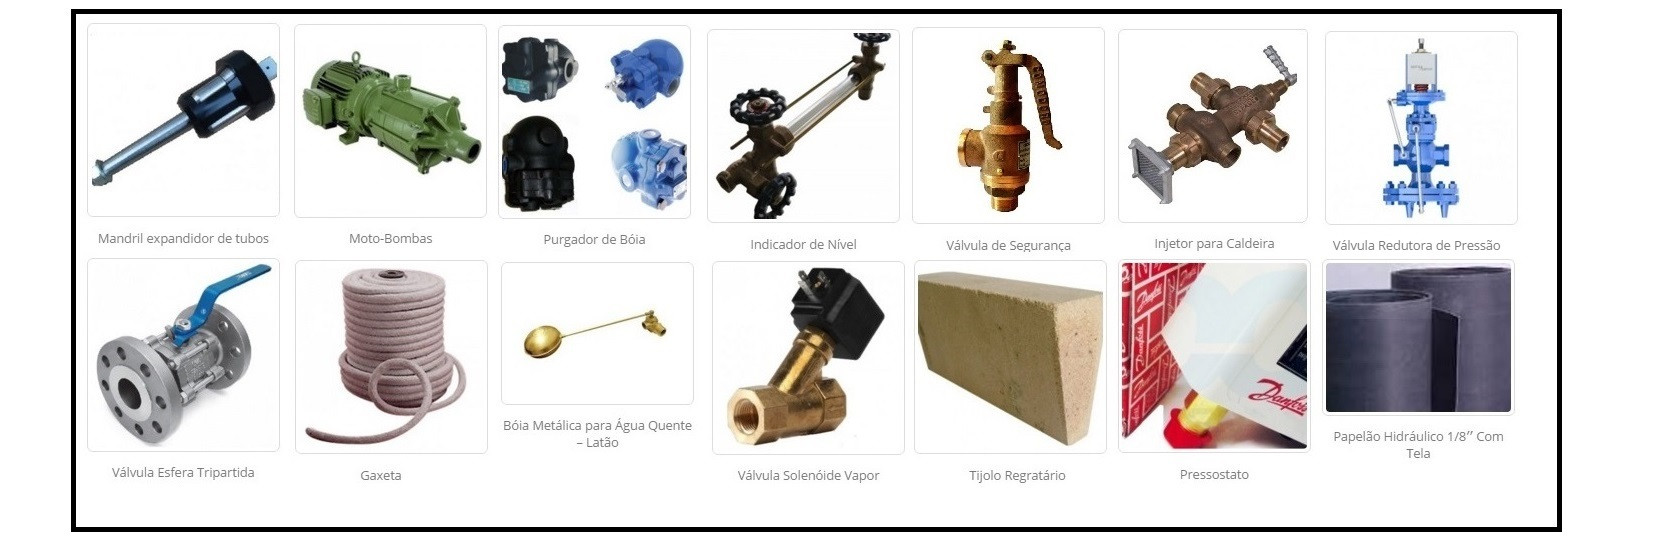 Mandril expandidor de tubos
Moto-Bombas
Purgador de Bóia
Indicador de Nível
Válvula de Segurança
Injetor para Caldeira
Válvula Redutora de Pressão
Válvula Esfera Tripartida
Gaxeta
Bóia Metálica para Água Quente
– Latão
Válvula Solenóide Vapor
Tijolo Regratário
Danfoss
Danfoss
Pressostato
Papelão Hidráulico 1/8” Com
Tela